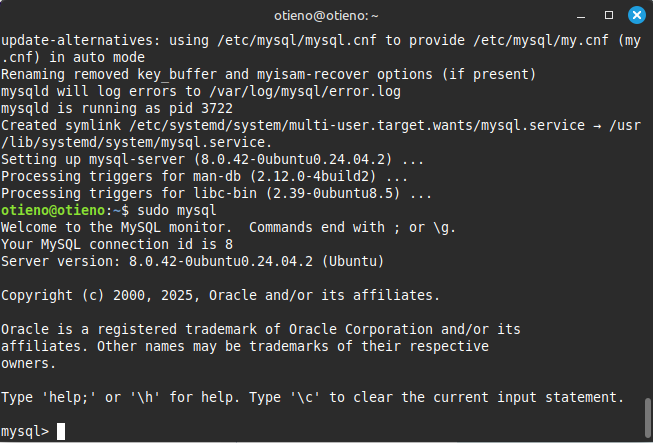 otieno@otieno: ~
update-alternatives: using /etc/mysql/mysql.cnf to provide /etc/mysql/my.cnf (my
.cnf) in auto mode
Renaming removed key_buffer and myisam-recover options (if present)
mysqld will log errors to /var/log/mysql/error.log
mysqld is running as pid 3722
Created symlink /etc/systemd/system/multi-user.target.wants/mysql.service → /usr
/lib/systemd/system/mysql.service.
Setting up mysql-server (8.0.42-0ubuntu0.24.04.2) ...
Processing triggers for man-db (2.12.0-4build2) ...
Processing triggers for libc-bin (2.39-0ubuntu8.5) ...
otieno@otieno:~$ sudo mysql
Welcome to the MySQL monitor.  Commands end with ; or \g.
Your MySQL connection id is 8
Server version: 8.0.42-0ubuntu0.24.04.2 (Ubuntu)
Copyright (c) 2000, 2025, Oracle and/or its affiliates.
Oracle is a registered trademark of Oracle Corporation and/or its
affiliates. Other names may be trademarks of their respective
owners.
Type 'help;' or '\h' for help. Type '\c' to clear the current input statement.
mysql>